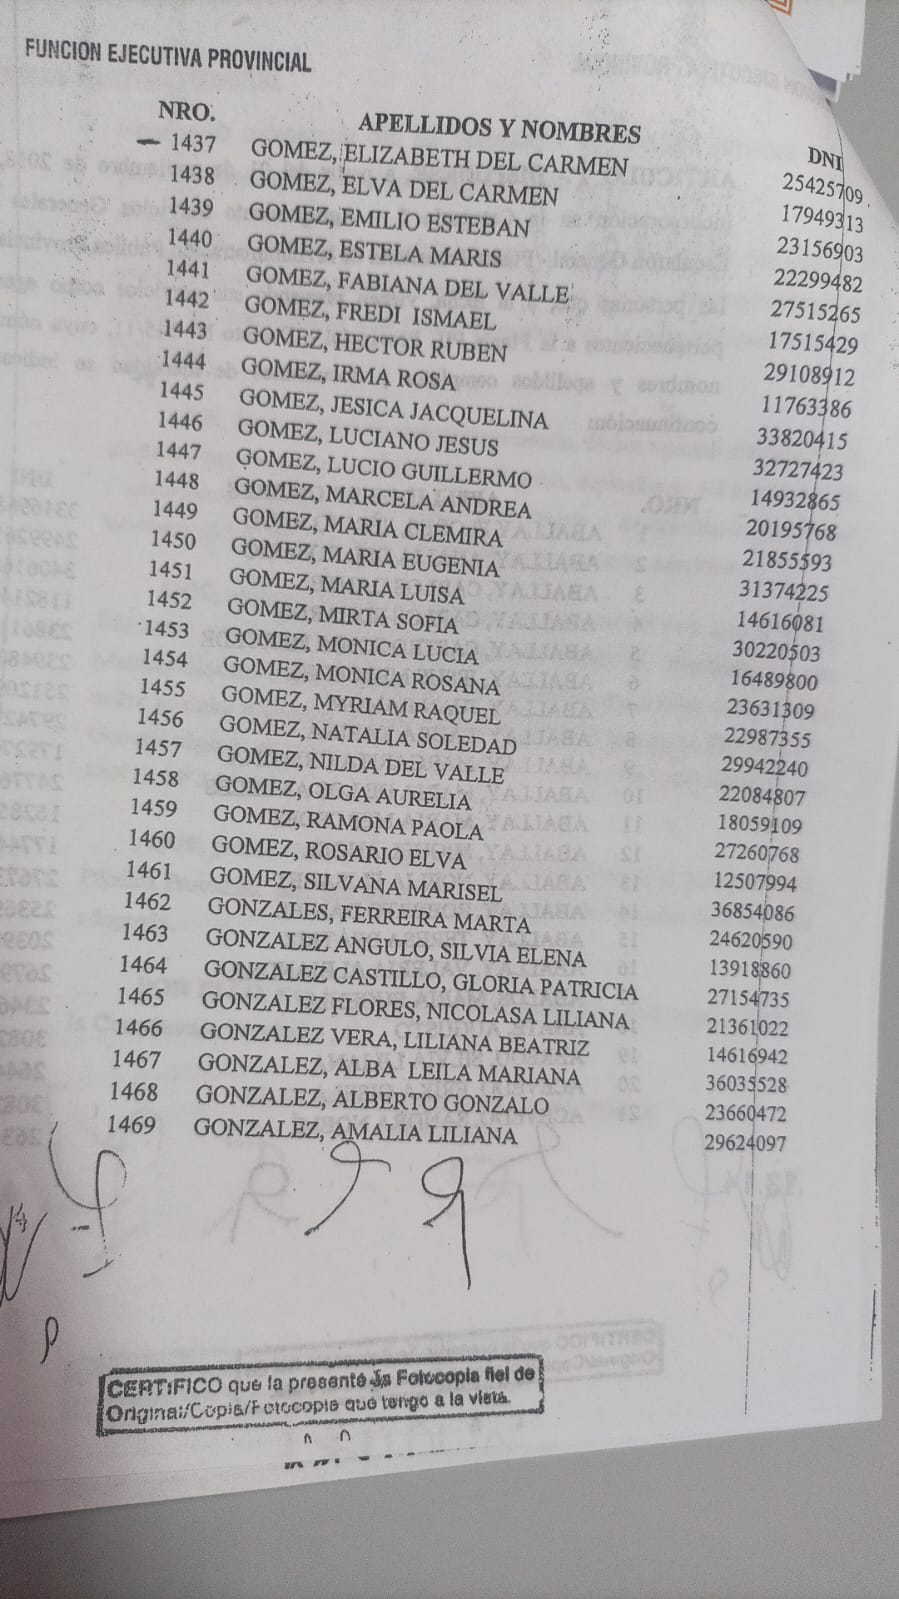 FUNCION EJECUTIVA PROVINCIAL
NRO. APELLIDOS Y NOMBRES DNI
1437 GOMEZ, ELIZABETH DEL CARMEN 25425709
1438 GOMEZ, ELVA DEL CARMEN 17949313
1439 GOMEZ, EMILIO ESTEBAN 23156903
1440 GOMEZ, ESTELA MARIS 22299482
1441 GOMEZ, FABIANA DEL VALLE 27515265
1442 GOMEZ, FREDI ISMAEL 17515429
1443 GOMEZ, HECTOR RUBEN 29108912
1444 GOMEZ, IRMA ROSA 11763386
1445 GOMEZ, JESICA JACQUELINA 33820415
1446 GOMEZ, LUCIANO JESUS 32727423
1447 GOMEZ, LUCIO GUILLERMO 14932865
1448 GOMEZ, MARCELA ANDREA 20195768
1449 GOMEZ, MARIA CLEMIRA 21855593
1450 GOMEZ, MARIA EUGENIA 31374225
1451 GOMEZ, MARIA LUISA 14616081
1452 GOMEZ, MIRTA SOFIA 30220503
1453 GOMEZ, MONICA LUCIA 16489800
1454 GOMEZ, MONICA ROSANA 23631309
1455 GOMEZ, MYRIAM RAQUEL 22987355
1456 GOMEZ, NATALIA SOLEDAD 29942240
1457 GOMEZ, NILDA DEL VALLE 22084807
1458 GOMEZ, OLGA AURELIA 18059109
1459 GOMEZ, RAMONA PAOLA 27260768
1460 GOMEZ, ROSARIO ELVA 12507994
1461 GOMEZ, SILVANA MARISEL 36854086
1462 GONZALES, FERREIRA MARTA 24620590
1463 GONZALEZ ANGULO, SILVIA ELENA 13918860
1464 GONZALEZ CASTILLO, GLORIA PATRICIA 27154735
1465 GONZALEZ FLORES, NICOLASA LILIANA 21361022
1466 GONZALEZ VERA, LILIANA BEATRIZ 14616942
1467 GONZALEZ, ALBA LEILA MARIANA 36035528
1468 GONZALEZ, ALBERTO GONZALO 23660472
1469 GONZALEZ, AMALIA LILIANA 29624097
CERTIFICO que la presente es Fotocopia fiel de
Original/Copia/Fotocopia que tengo a la vista.